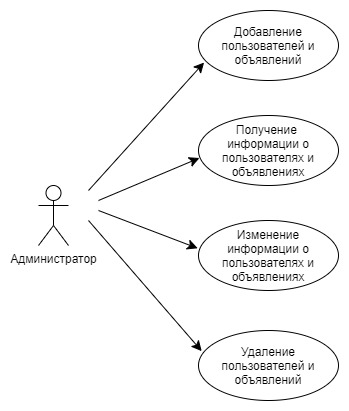 Добавление
пользователей и
объявлений
Получение
информации о
пользователях и
объявлениях
Администратор
Изменение
информации о
пользователях и
объявлениях
Удаление
пользователей и
объявлений